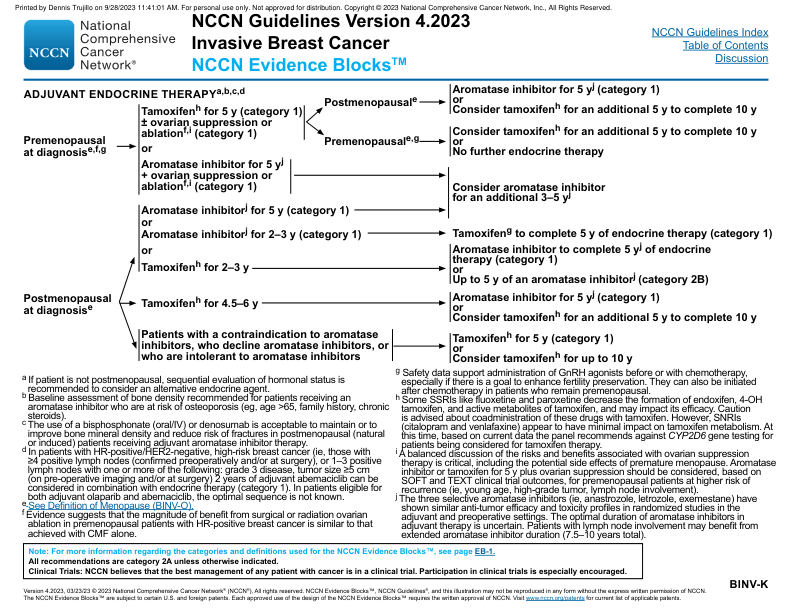 Printed by Dennis Trujillo on 9/28/2023 11:41:01 AM. For personal use only. Not approved for distribution. Copyright © 2023 National Comprehensive Cancer Network, Inc., All Rights Reserved.
NCCN
National
Comprehensive
Cancer
Network®
NCCN Guidelines Version 4.2023
Invasive Breast Cancer
NCCN Evidence Blocks™
NCCN Guidelines Index
Table of Contents
Discussion
ADJUVANT ENDOCRINE THERAPYa,b,c,d
Premenopausal
at diagnosise,f,g
Tamoxifenh for 5 y (category 1)
± ovarian suppression or
ablationf,i (category 1)
or
Aromatase inhibitor for 5 yj
+ ovarian suppression or
ablationf,i (category 1)
Postmenopausale
Aromatase inhibitor for 5 yj (category 1)
or
Consider tamoxifenh for an additional 5 y to complete 10 y
Premenopausale,g
Consider tamoxifenh for an additional 5 y to complete 10 y
or
No further endocrine therapy
Consider aromatase inhibitor
for an additional 3–5 yj
Postmenopausal
at diagnosise
Aromatase inhibitorj for 5 y (category 1)
or
Aromatase inhibitorj for 2–3 y (category 1)
or
Tamoxifenh for 2–3 y
Tamoxifeng to complete 5 y of endocrine therapy (category 1)
Aromatase inhibitor to complete 5 yj of endocrine
therapy (category 1)
or
Up to 5 y of an aromatase inhibitorj (category 2B)
Tamoxifenh for 4.5–6 y
Aromatase inhibitor for 5 yj (category 1)
or
Consider tamoxifenh for an additional 5 y to complete 10 y
Patients with a contraindication to aromatase
inhibitors, who decline aromatase inhibitors, or
who are intolerant to aromatase inhibitors
Tamoxifenh for 5 y (category 1)
or
Consider tamoxifenh for up to 10 y
a If patient is not postmenopausal, sequential evaluation of hormonal status is
recommended to consider an alternative endocrine agent.
b Baseline assessment of bone density recommended for patients receiving an
aromatase inhibitor who are at risk of osteoporosis (eg, age >65, family history, chronic
steroids).
c The use of a bisphosphonate (oral/IV) or denosumab is acceptable to maintain or to
improve bone mineral density and reduce risk of fractures in postmenopausal (natural
or induced) patients receiving adjuvant aromatase inhibitor therapy.
d In patients with HR-positive/HER2-negative, high-risk breast cancer (ie, those with
≥4 positive lymph nodes (confirmed preoperatively and/or at surgery), or 1–3 positive
lymph nodes with one or more of the following: grade 3 disease, tumor size ≥5 cm
(on pre-operative imaging and/or at surgery) 2 years of adjuvant abemaciclib can be
considered in combination with endocrine therapy (category 1). In patients eligible for
both adjuvant olaparib and abemaciclib, the optimal sequence is not known.
e See Definition of Menopause (BINV-O).
f Evidence suggests that the magnitude of benefit from surgical or radiation ovarian
ablation in premenopausal patients with HR-positive breast cancer is similar to that
achieved with CMF alone.
g Safety data support administration of GnRH agonists before or with chemotherapy,
especially if there is a goal to enhance fertility preservation. They can also be initiated
after chemotherapy in patients who remain premenopausal.
h Some SSRIs like fluoxetine and paroxetine decrease the formation of endoxifen, 4-OH
tamoxifen, and active metabolites of tamoxifen, and may impact its efficacy. Caution
is advised about coadministration of these drugs with tamoxifen. However, SNRIs
(citalopram and venlafaxine) appear to have minimal impact on tamoxifen metabolism. At
this time, based on current data the panel recommends against CYP2D6 gene testing for
patients being considered for tamoxifen therapy.
i A balanced discussion of the risks and benefits associated with ovarian suppression
therapy is critical, including the potential side effects of premature menopause. Aromatase
inhibitor or tamoxifen for 5 y plus ovarian suppression should be considered, based on
SOFT and TEXT clinical trial outcomes, for premenopausal patients at higher risk of
recurrence (ie, young age, high-grade tumor, lymph node involvement).
j The three selective aromatase inhibitors (ie, anastrozole, letrozole, exemestane) have
shown similar anti-tumor efficacy and toxicity profiles in randomized studies in the
adjuvant and preoperative settings. The optimal duration of aromatase inhibitors in
adjuvant therapy is uncertain. Patients with lymph node involvement may benefit from
extended aromatase inhibitor duration (7.5–10 years total).
Note: For more information regarding the categories and definitions used for the NCCN Evidence Blocks™, see page EB-1.
All recommendations are category 2A unless otherwise indicated.
Clinical Trials: NCCN believes that the best management of any patient with cancer is in a clinical trial. Participation in clinical trials is especially encouraged.
BINV-K
Version 4.2023, 03/23/23 © 2023 National Comprehensive Cancer Network® (NCCN®), All rights reserved. NCCN Evidence Blocks™, NCCN Guidelines®, and this illustration may not be reproduced in any form without the express written permission of NCCN.
The NCCN Evidence Blocks™ are subject to certain U.S. and foreign patents. Each approved use of the design of the NCCN Evidence Blocks™ requires the written approval of NCCN. Visit www.nccn.org/patents for current list of applicable patents.